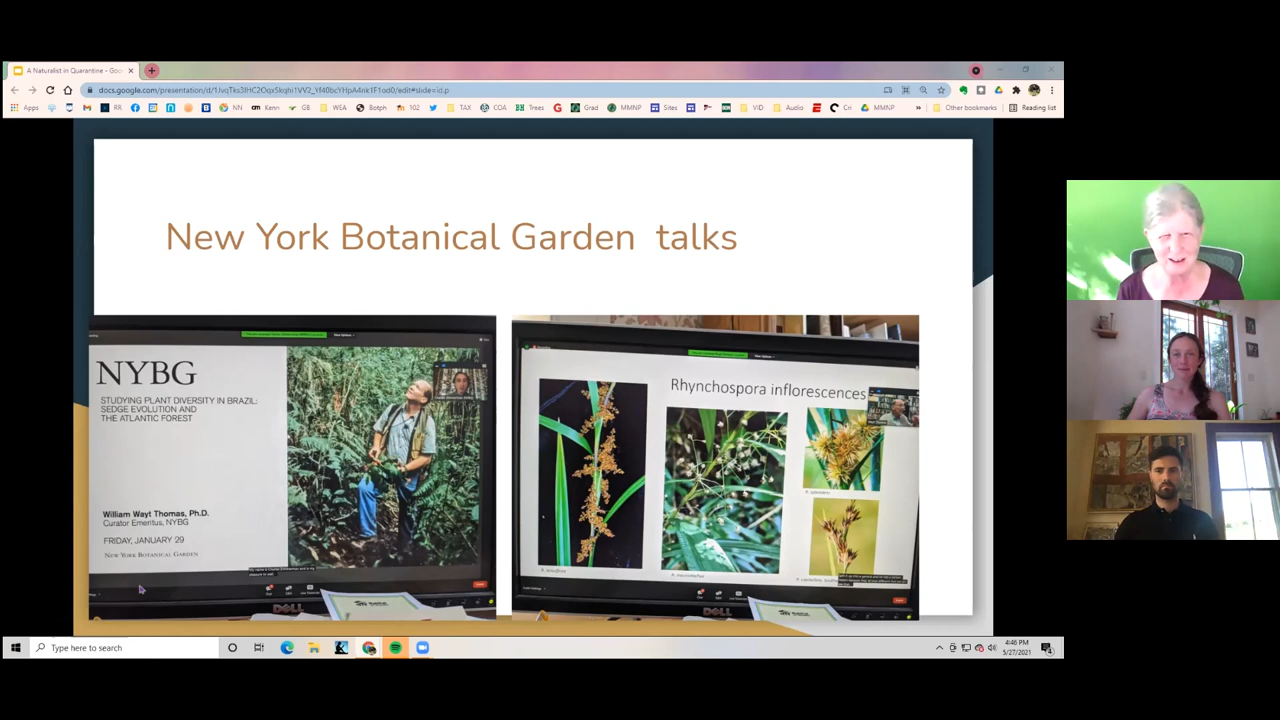 A Naturalist in Quarantine - Goo
docs.google.com/presentation/d/1JvqTks3lHC2Oqx5kqhi1VV2_Yf40bcYHpA4nk1F1od0/edit#slide=id.p
Apps RR NN Kenn GB WEA Botph 102 TAX COA Trees Grad MMNP Sites Pl VID Audio Cri MMNP » Other bookmarks Reading list
New York Botanical Garden talks
NYBG
STUDYING PLANT DIVERSITY IN BRAZIL:
SEDGE EVOLUTION AND
THE ATLANTIC FOREST
William Wayt Thomas, Ph.D.
Curator Emeritus, NYBG
FRIDAY, JANUARY 29
NEW YORK BOTANICAL GARDEN
DELL
Rhynchospora inflorescences
DELL
Type here to search
4:46 PM
5/27/2021